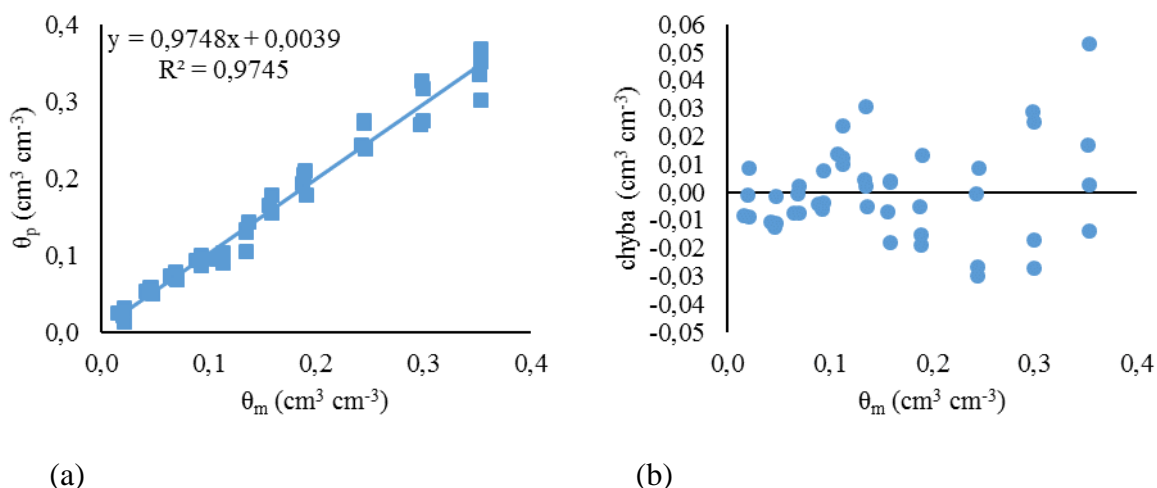 y = 0,9748x + 0,0039
R² = 0,9745
θₚ (cm³ cm⁻³)
0,4
0,3
0,2
0,1
0,0
0,0 0,1 0,2 0,3 0,4
θₘ (cm³ cm⁻³)
(a)
chyba (cm³ cm⁻³)
0,06
0,05
0,04
0,03
0,02
0,01
0,00
-0,01
-0,02
-0,03
-0,04
-0,05
0,0 0,1 0,2 0,3 0,4
θₘ (cm³ cm⁻³)
(b)